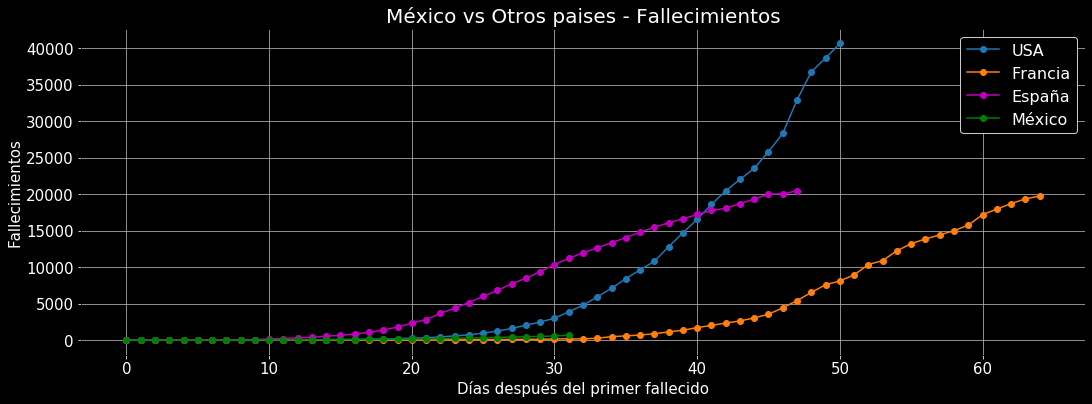 México vs Otros paises - Fallecimientos
40000
35000
30000
25000
20000
15000
10000
5000
0
Fallecimientos
USA
Francia
España
México
0 10 20 30 40 50 60
Días después del primer fallecido